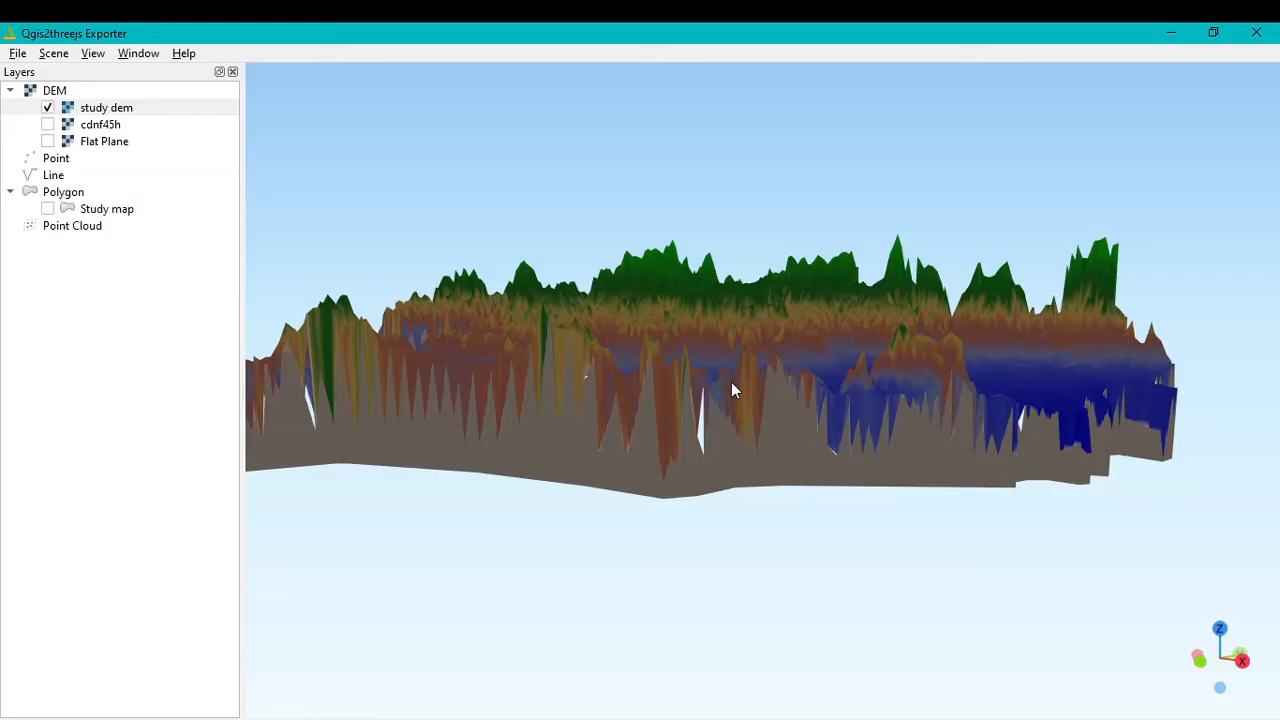 Qgis2threejs Exporter
File Scene View Window Help
Layers
DEM
study dem
cdnf45h
Flat Plane
Point
Line
Polygon
Study map
Point Cloud
Z
Y
X